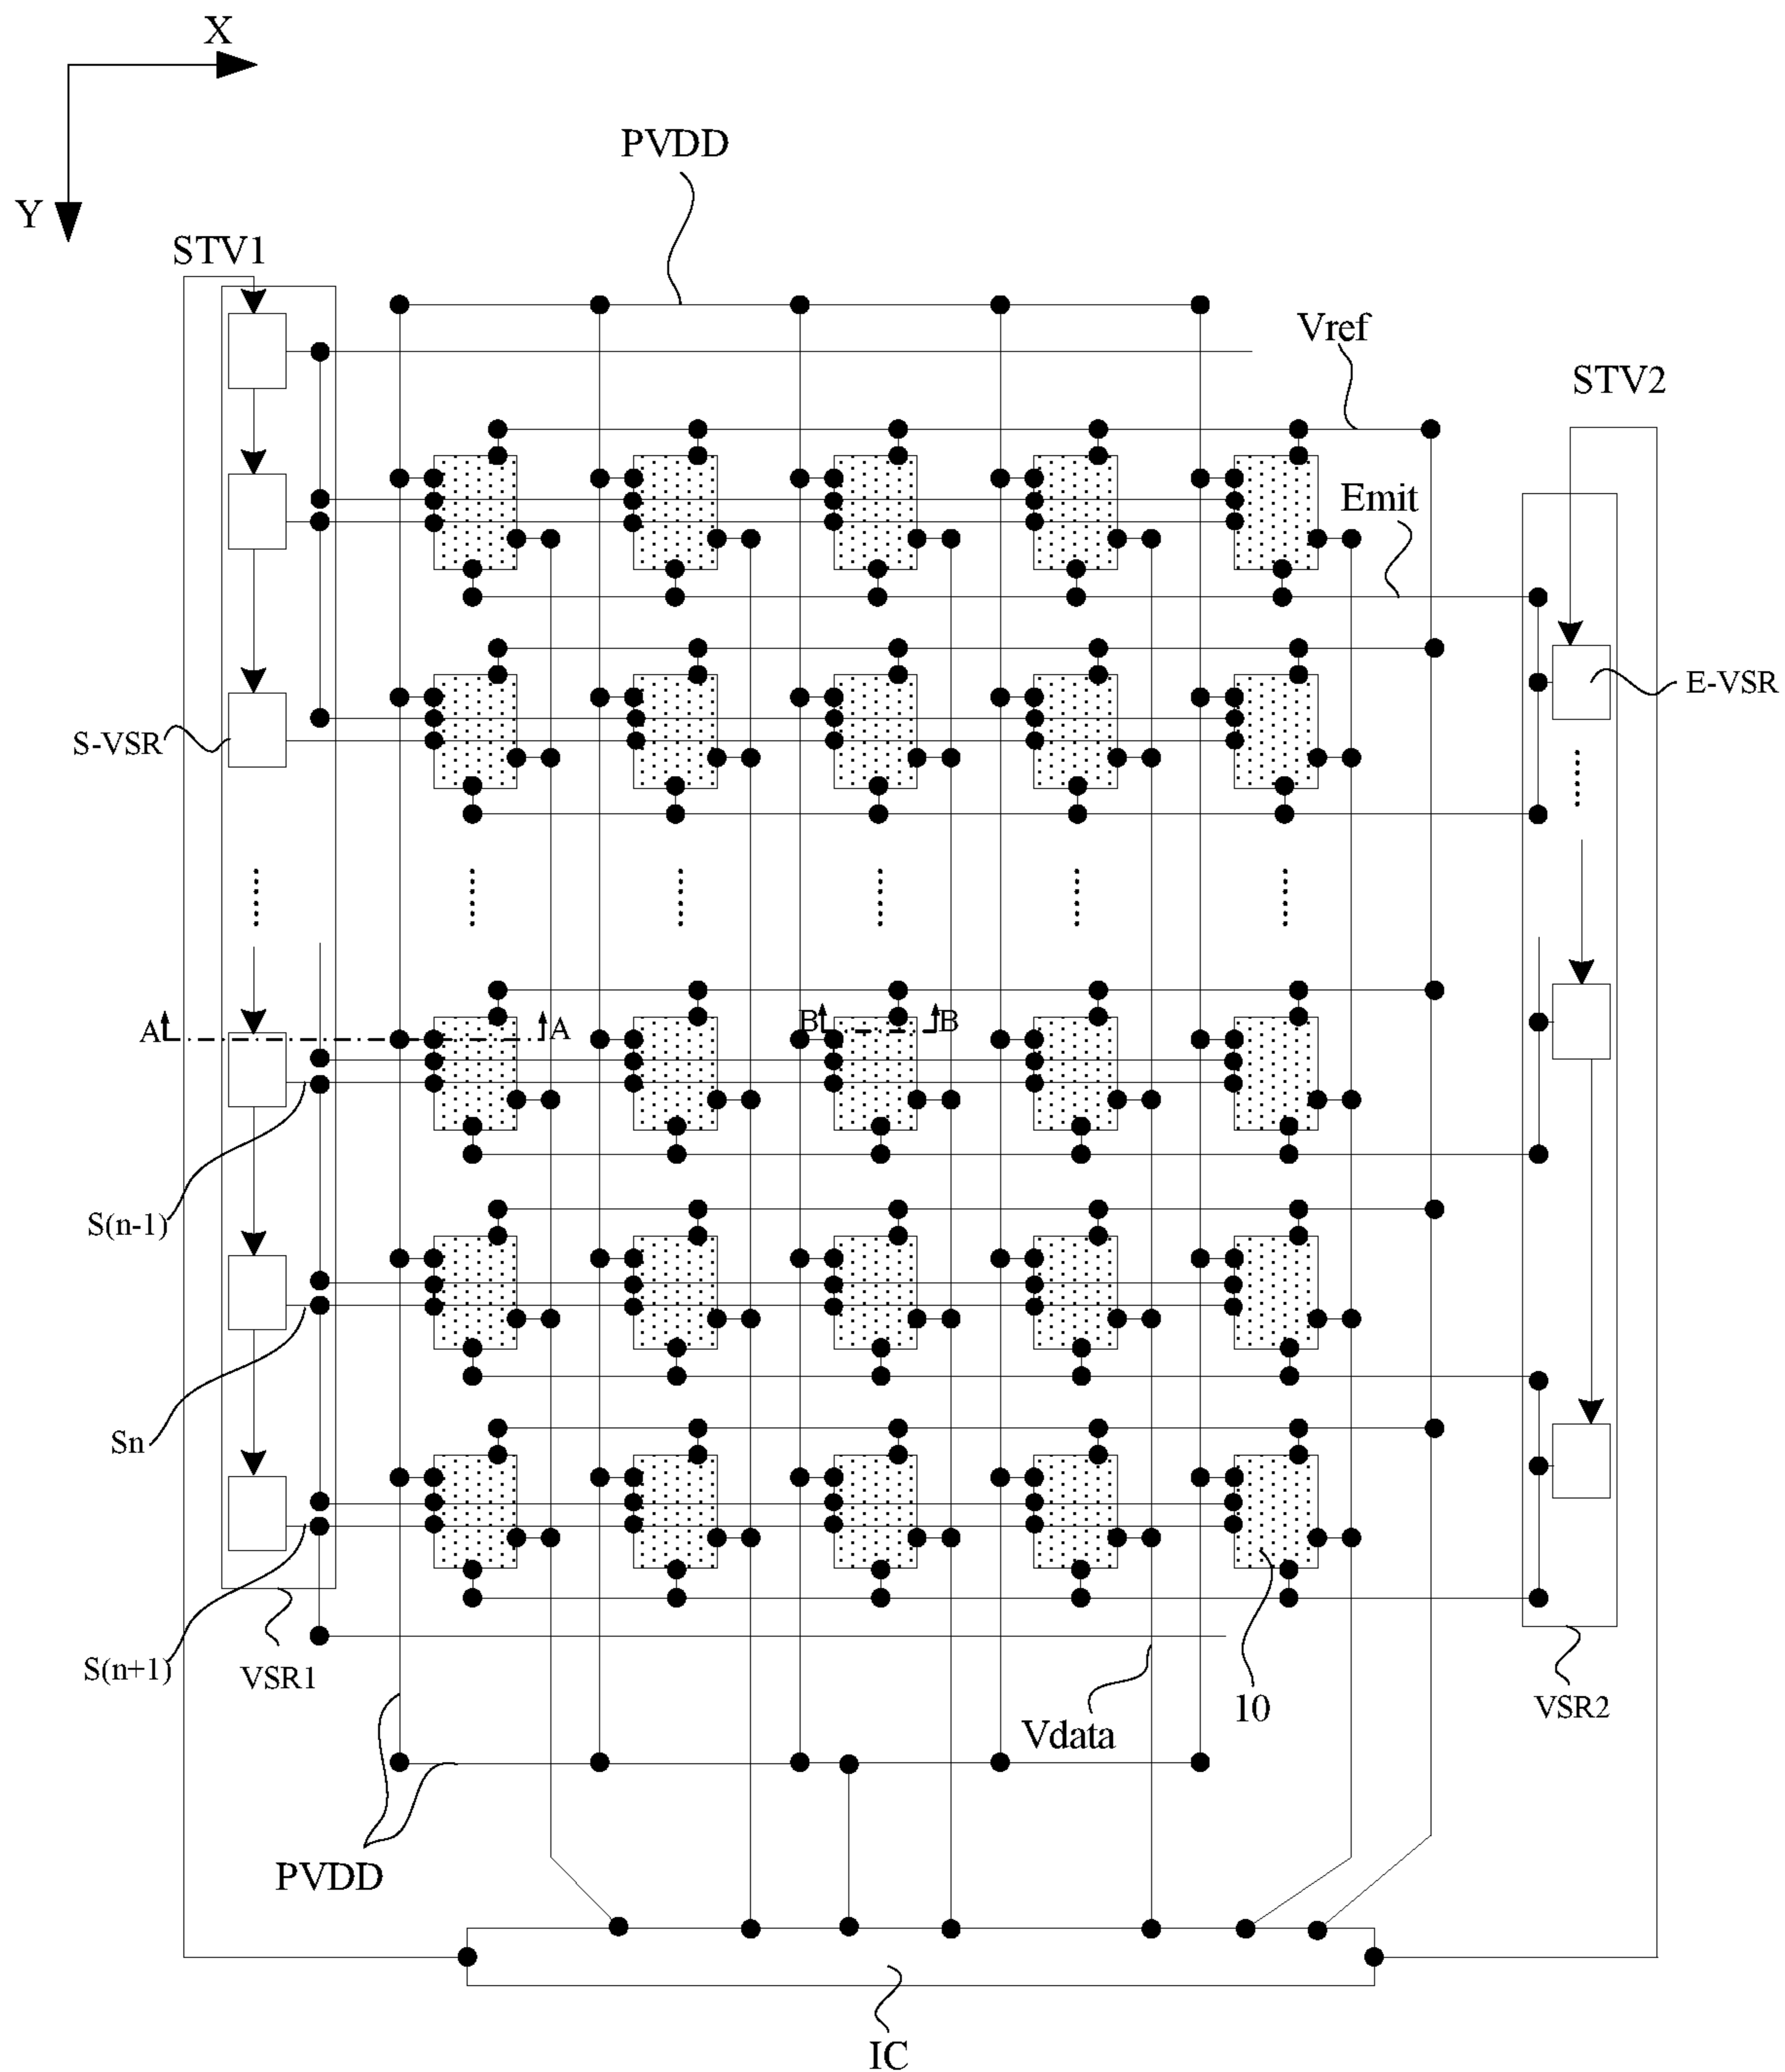 X
PVDD
Y
STV1
Vref
STV2
Emit
E-VSR
S-VSR
A A
B B
S(n-1)
Sn
S(n+1)
VSR1
10
VSR2
Vdata
PVDD
IC